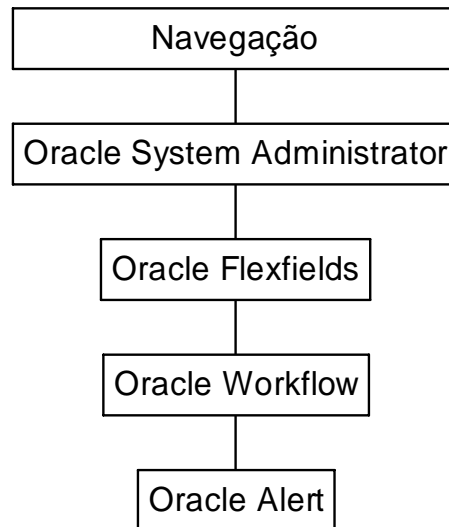 Navegação
Oracle System Administrator
Oracle Flexfields
Oracle Workflow
Oracle Alert